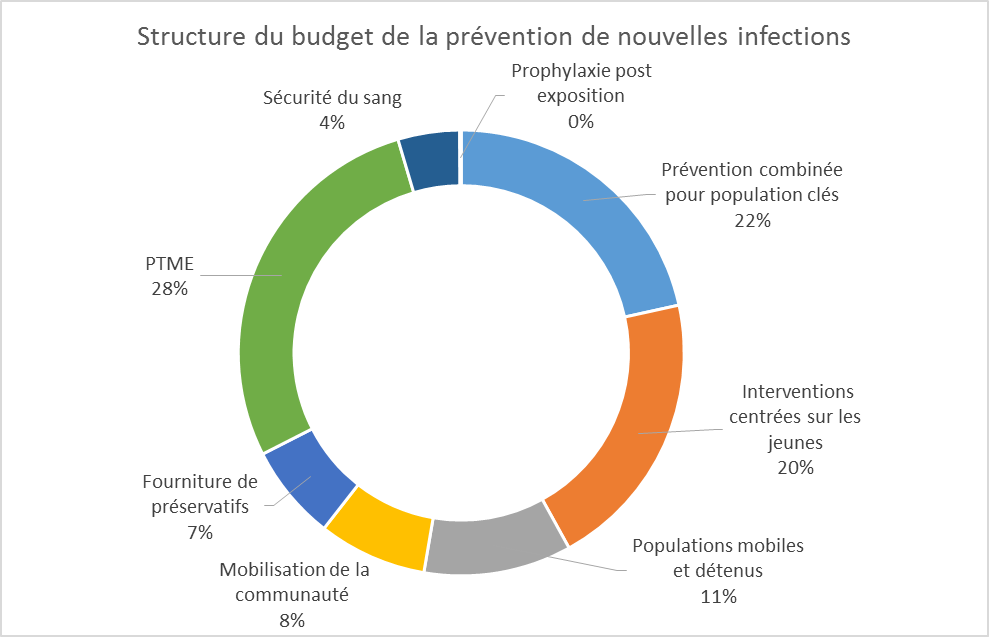 Structure du budget de la prévention de nouvelles infections
Prophylaxie post
exposition
0%
Sécurité du sang
4%
Prévention combinée
pour population clés
22%
PTME
28%
Interventions
centrées sur les
jeunes
20%
Fourniture de
préservatifs
7%
Populations mobiles
et détenus
11%
Mobilisation de la
communauté
8%